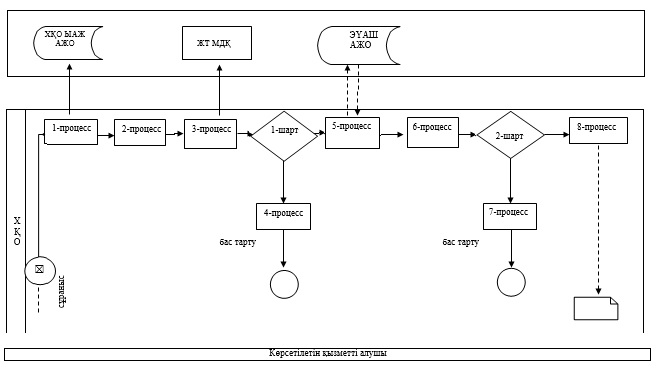 ХҚО ЫАЖ
АЖО
ЖТ МДҚ
ЭҮАШ
АЖО
1-процесс
2-процесс
3-процесс
1-шарт
5-процесс
6-процесс
2-шарт
8-процесс
4-процесс
7-процесс
Х
Қ
О
бас тарту
бас тарту
сұраныс
Көрсетілетін қызметті алушы